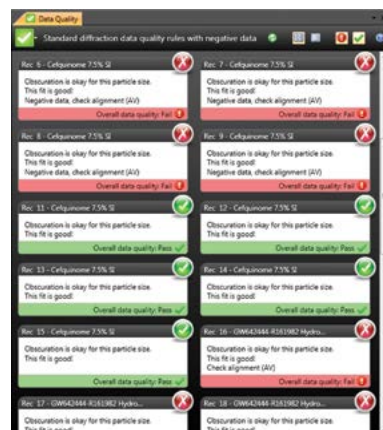 Data Quality
Standard diffraction data quality rules with negative data
Rec 6 - Cefquinome 7.5% SI
Obscuration is okay for this particle size.
This fit is good!
Negative data, check alignment (AV)
Overall data quality: Fail
Rec 7 - Cefquinome 7.5% SI
Obscuration is okay for this particle size.
This fit is good!
Negative data, check alignment (AV)
Overall data quality: Fail
Rec 8 - Cefquinome 7.5% SI
Obscuration is okay for this particle size.
This fit is good!
Negative data, check alignment (AV)
Overall data quality: Fail
Rec 9 - Cefquinome 7.5% SI
Obscuration is okay for this particle size.
This fit is good!
Negative data, check alignment (AV)
Overall data quality: Fail
Rec 11 - Cefquinome 7.5% SI
Obscuration is okay for this particle size.
This fit is good!
Overall data quality: Pass
Rec 12 - Cefquinome 7.5% SI
Obscuration is okay for this particle size.
This fit is good!
Overall data quality: Pass
Rec 13 - Cefquinome 7.5% SI
Obscuration is okay for this particle size.
This fit is good!
Overall data quality: Pass
Rec 14 - Cefquinome 7.5% SI
Obscuration is okay for this particle size.
This fit is good!
Overall data quality: Pass
Rec 15 - Cefquinome 7.5% SI
Obscuration is okay for this particle size.
This fit is good!
Overall data quality: Pass
Rec 16 - GW642444-R161982 Hydro...
Obscuration is okay for this particle size.
This fit is good!
Check alignment (AV)
Overall data quality: Fail
Rec 17 - GW642444-R161982 Hydro...
Obscuration is okay for this particle size.
This fit is good!
Rec 18 - GW642444-R161982 Hydro...
Obscuration is okay for this particle size.
This fit is good!